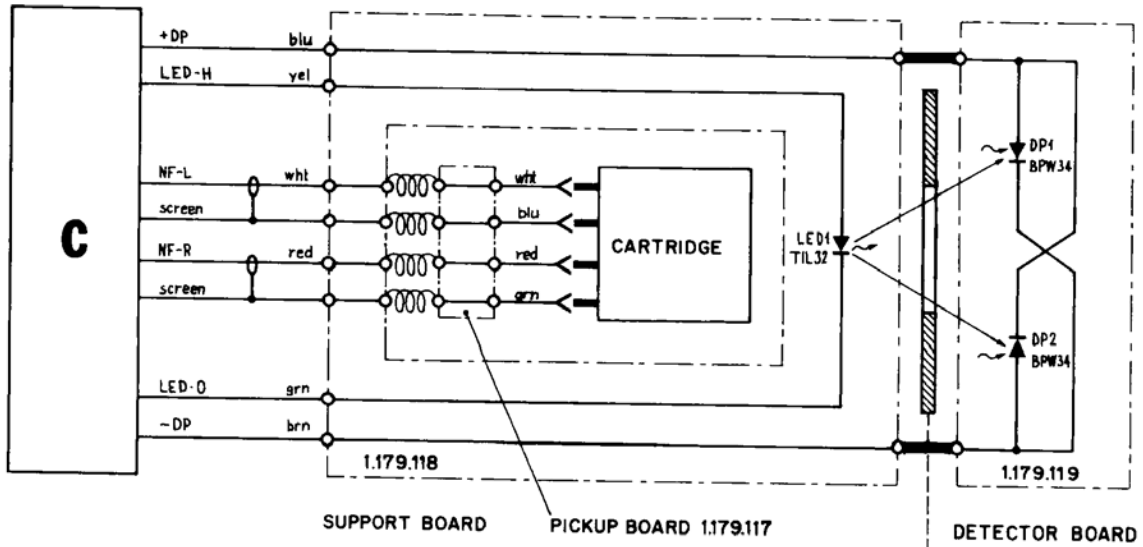 +DP blu
LED-H yel
C
NF-L wht
wht
screen
blu
NF-R red
red
screen
grn
CARTRIDGE
LED1
TIL32
DP1
BPW34
DP2
BPW34
LED-O grn
~DP brn
1.179.118
1.179.119
SUPPORT BOARD
PICKUP BOARD 1.179.117
DETECTOR BOARD